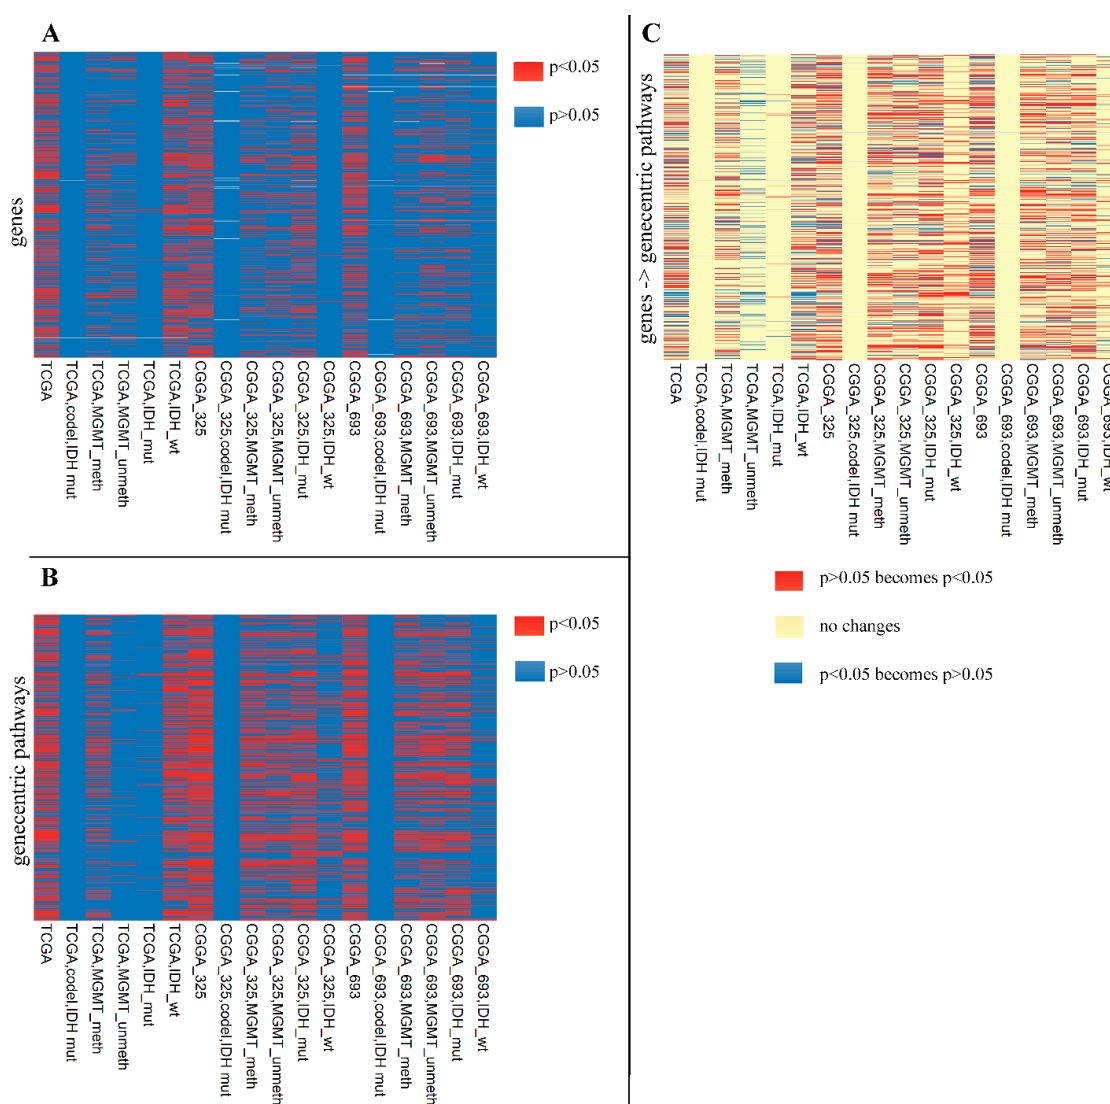 A
p<0.05
p>0.05
genes
TCGA
TCGA,codel,IDH mut
TCGA,MGMT_meth
TCGA,MGMT_unmeth
TCGA,IDH_mut
TCGA,IDH_wt
CGGA_325
CGGA_325,codel,IDH mut
CGGA_325,MGMT_meth
CGGA_325,MGMT_unmeth
CGGA_325,IDH_mut
CGGA_325,IDH_wt
CGGA_693
CGGA_693,codel,IDH mut
CGGA_693,MGMT_meth
CGGA_693,MGMT_unmeth
CGGA_693,IDH_mut
CGGA_693,IDH_wt
B
p<0.05
p>0.05
genecentric pathways
TCGA
TCGA,codel,IDH mut
TCGA,MGMT_meth
TCGA,MGMT_unmeth
TCGA,IDH_mut
TCGA,IDH_wt
CGGA_325
CGGA_325,codel,IDH mut
CGGA_325,MGMT_meth
CGGA_325,MGMT_unmeth
CGGA_325,IDH_mut
CGGA_325,IDH_wt
CGGA_693
CGGA_693,codel,IDH mut
CGGA_693,MGMT_meth
CGGA_693,MGMT_unmeth
CGGA_693,IDH_mut
CGGA_693,IDH_wt
C
genes -> genecentric pathways
TCGA
TCGA,codel,IDH mut
TCGA,MGMT_meth
TCGA,MGMT_unmeth
TCGA,IDH_mut
TCGA,IDH_wt
CGGA_325
CGGA_325,codel,IDH mut
CGGA_325,MGMT_meth
CGGA_325,MGMT_unmeth
CGGA_325,IDH_mut
CGGA_325,IDH_wt
CGGA_693
CGGA_693,codel,IDH mut
CGGA_693,MGMT_meth
CGGA_693,MGMT_unmeth
CGGA_693,IDH_mut
CGGA_693,IDH_wt
p>0.05 becomes p<0.05
no changes
p<0.05 becomes p>0.05